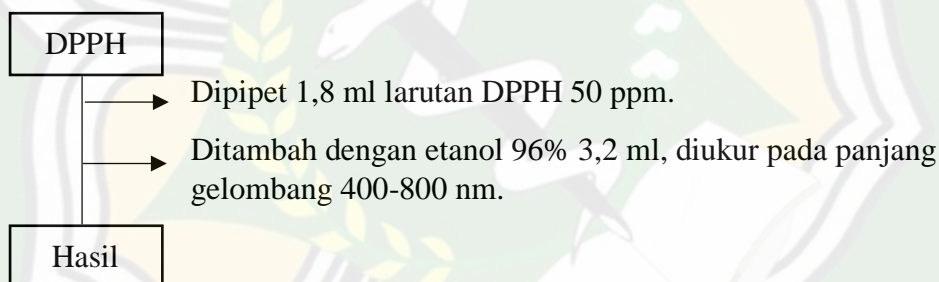 DPPH
Dipipet 1,8 ml larutan DPPH 50 ppm.
Ditambah dengan etanol 96% 3,2 ml, diukur pada panjang
gelombang 400-800 nm.
Hasil